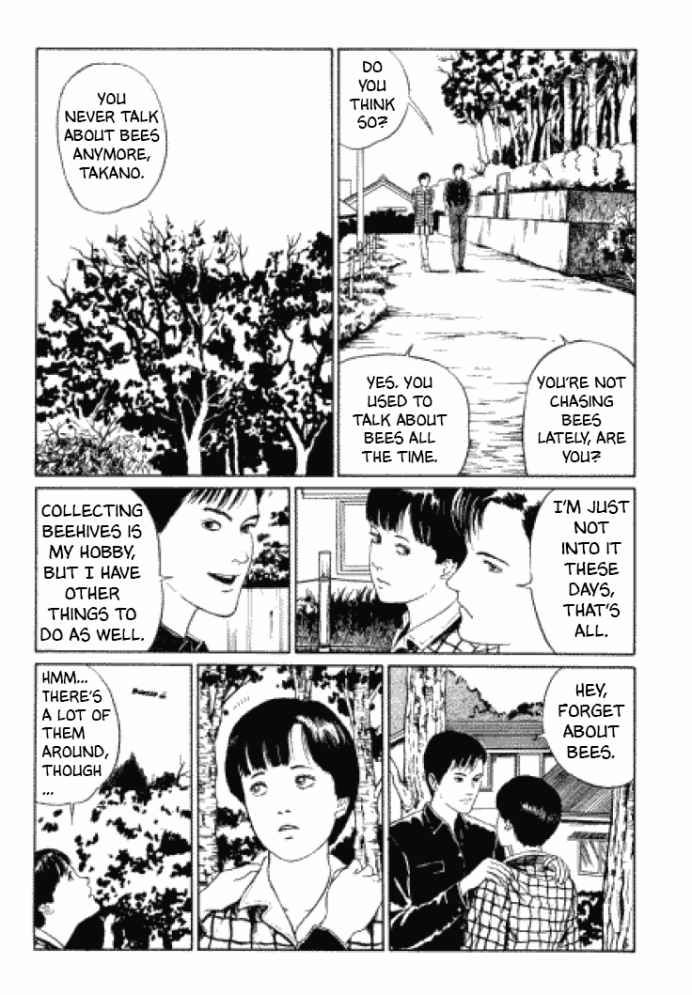 YOU
NEVER TALK
ABOUT BEES
ANYMORE,
TAKANO.
DO
YOU
THINK
SO?
YES. YOU
USED TO
TALK ABOUT
BEES ALL
THE TIME.
YOU'RE NOT
CHASING
BEES
LATELY, ARE
YOU?
COLLECTING
BEEHIVES IS
MY HOBBY,
BUT I HAVE
OTHER
THINGS TO
DO AS WELL.
I'M JUST
NOT
INTO IT
THESE
DAYS,
THAT'S
ALL.
HMM...
THERE'S
A LOT OF
THEM
AROUND,
THOUGH
...
HEY,
FORGET
ABOUT
BEES.